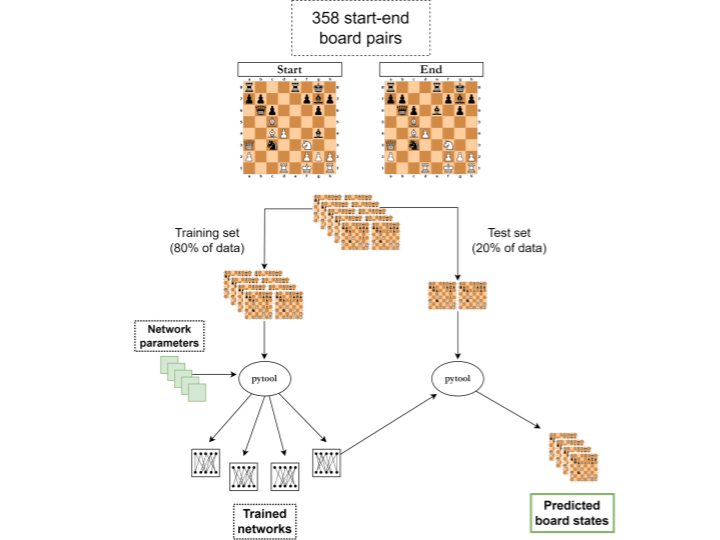 358 start-end
board pairs
Start
End
Training set
(80% of data)
Test set
(20% of data)
Network
parameters
pytool
pytool
Trained
networks
Predicted
board states